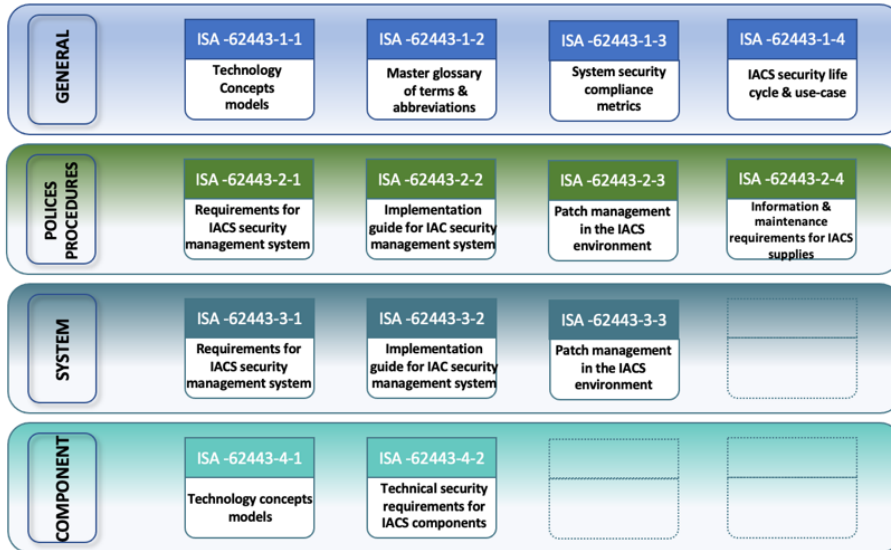 GENERAL
ISA -62443-1-1
Technology
Concepts
models
ISA -62443-1-2
Master glossary
of terms &
abbreviations
ISA -62443-1-3
System security
compliance
metrics
ISA -62443-1-4
IACS security life
cycle & use-case
POLICES
PROCEDURES
ISA -62443-2-1
Requirements for
IACS security
management system
ISA -62443-2-2
Implementation
guide for IAC security
management system
ISA -62443-2-3
Patch management
in the IACS
environment
ISA -62443-2-4
Information &
maintenance
requirements for IACS
supplies
SYSTEM
ISA -62443-3-1
Requirements for
IACS security
management system
ISA -62443-3-2
Implementation
guide for IAC security
management system
ISA -62443-3-3
Patch management
in the IACS
environment
COMPONENT
ISA -62443-4-1
Technology concepts
models
ISA -62443-4-2
Technical security
requirements for
IACS components